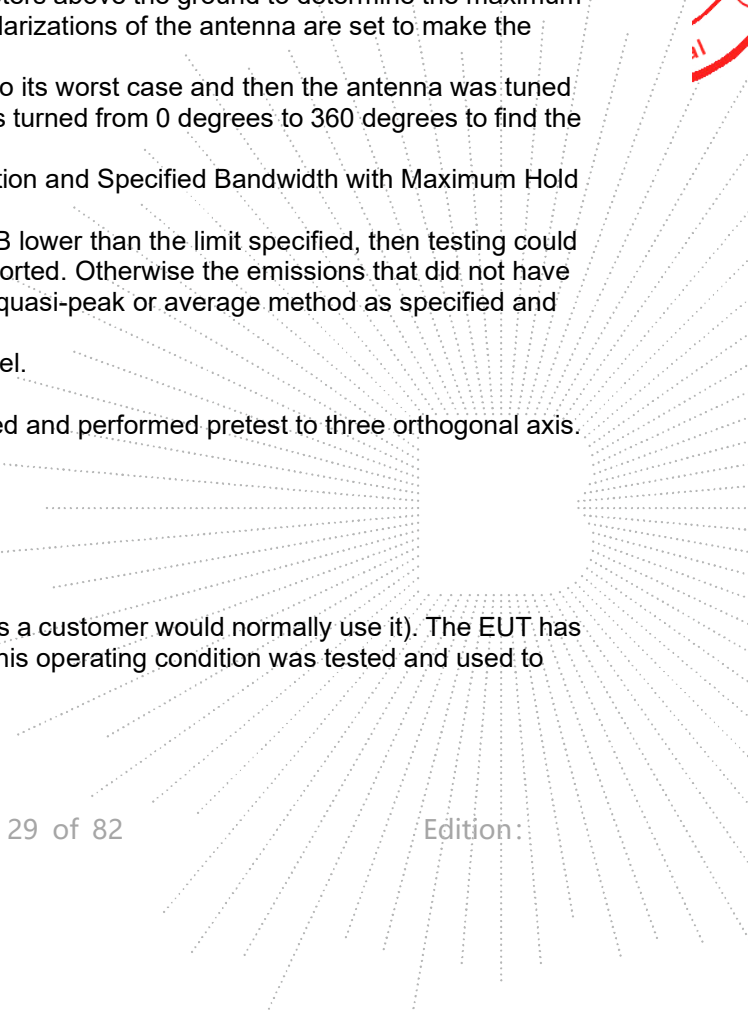 above the ground to determine the maximum
larizations of the antenna are set to make the
o its worst case and then the antenna was tuned
s turned from 0 degrees to 360 degrees to find the
tion and Specified Bandwidth with Maximum Hold
B lower than the limit specified, then testing could
orted. Otherwise the emissions that did not have
quasi-peak or average method as specified and
el.
ed and performed pretest to three orthogonal axis.
s a customer would normally use it). The EUT has
his operating condition was tested and used to
29 of 82 Edition: